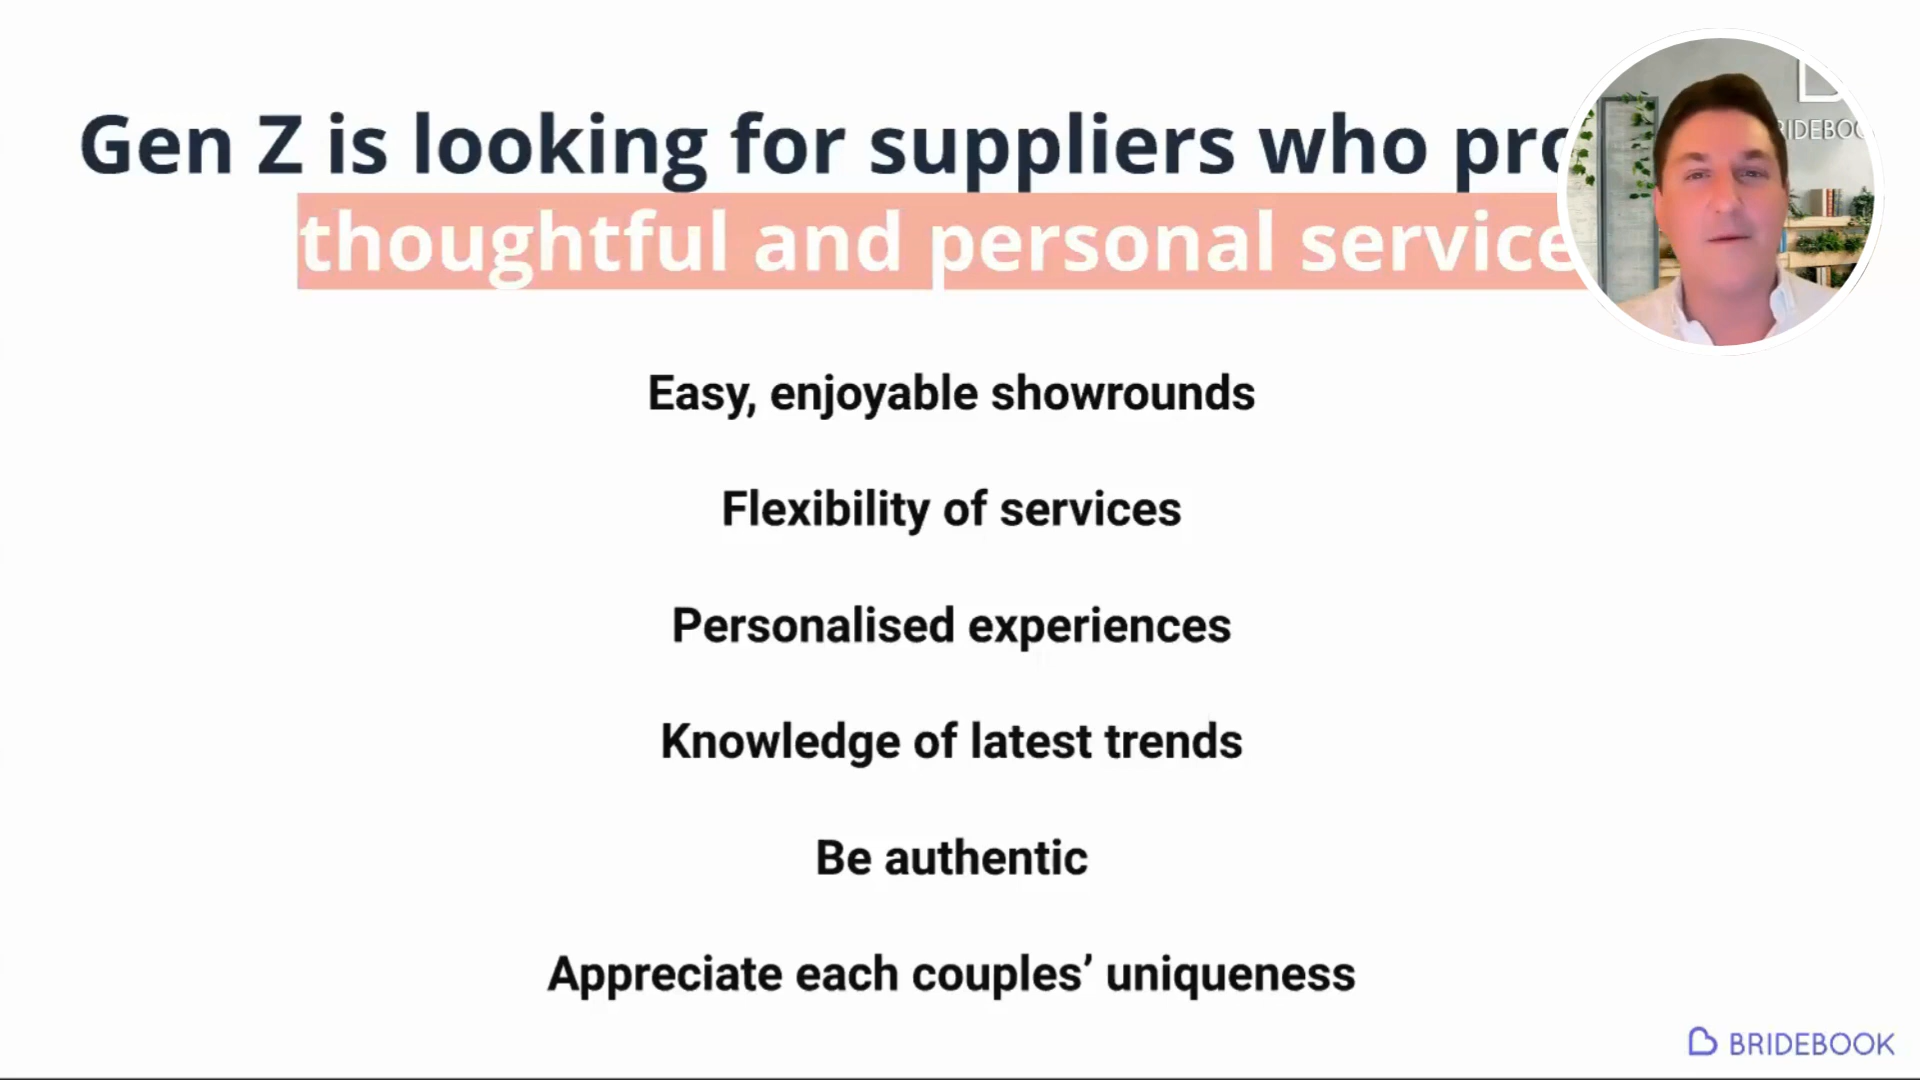 Gen Z is looking for suppliers who
thoughtful and personal service
Easy, enjoyable showrounds
Flexibility of services
Personalised experiences
Knowledge of latest trends
Be authentic
Appreciate each couples’ uniqueness
BRIDEBOOK